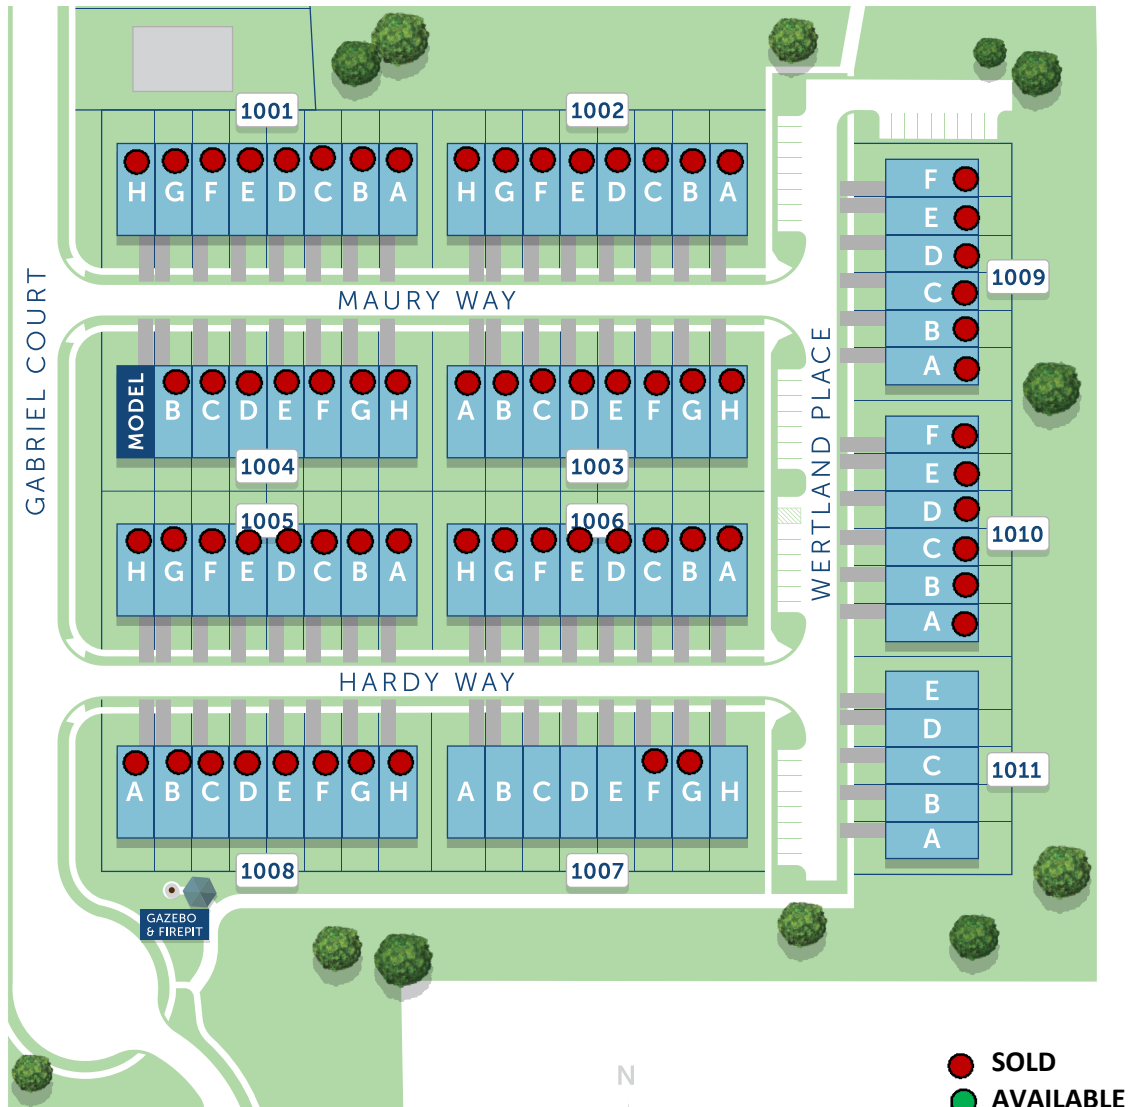 1001
1002
H G F E D C B A
H G F E D C B A
F
E
D
C
B
A
1009
GABRIEL COURT
MAURY WAY
WERTLAND PLACE
MODEL
B C D E F G H
A B C D E F G H
1004
1003
1005
1006
H G F E D C B A
H G F E D C B A
F
E
D
C
B
A
1010
HARDY WAY
A B C D E F G H
A B C D E F G H
1008
1007
E
D
C
B
A
1011
GAZEBO
& FIREPIT
N
SOLD
AVAILABLE